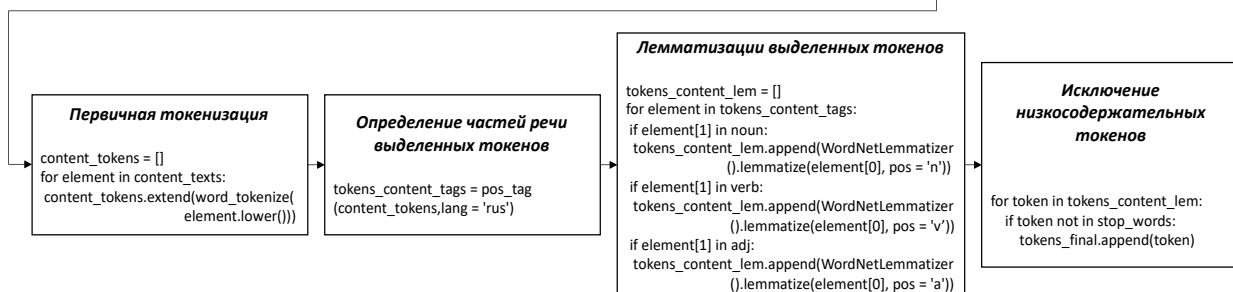 Первичная токенизация
content_tokens = []
for element in content_texts:
content_tokens.extend(word_tokenize(
element.lower()))
Определение частей речи
выделенных токенов
tokens_content_tags = pos_tag
(content_tokens,lang = 'rus')
Лемматизации выделенных токенов
tokens_content_lem = []
for element in tokens_content_tags:
if element[1] in noun:
tokens_content_lem.append(WordNetLemmatizer
().lemmatize(element[0], pos = 'n'))
if element[1] in verb:
tokens_content_lem.append(WordNetLemmatizer
().lemmatize(element[0], pos = 'v’))
if element[1] in adj:
tokens_content_lem.append(WordNetLemmatizer
().lemmatize(element[0], pos = 'a'))
Исключение
низкосодержательных
токенов
for token in tokens_content_lem:
if token not in stop_words:
tokens_final.append(token)